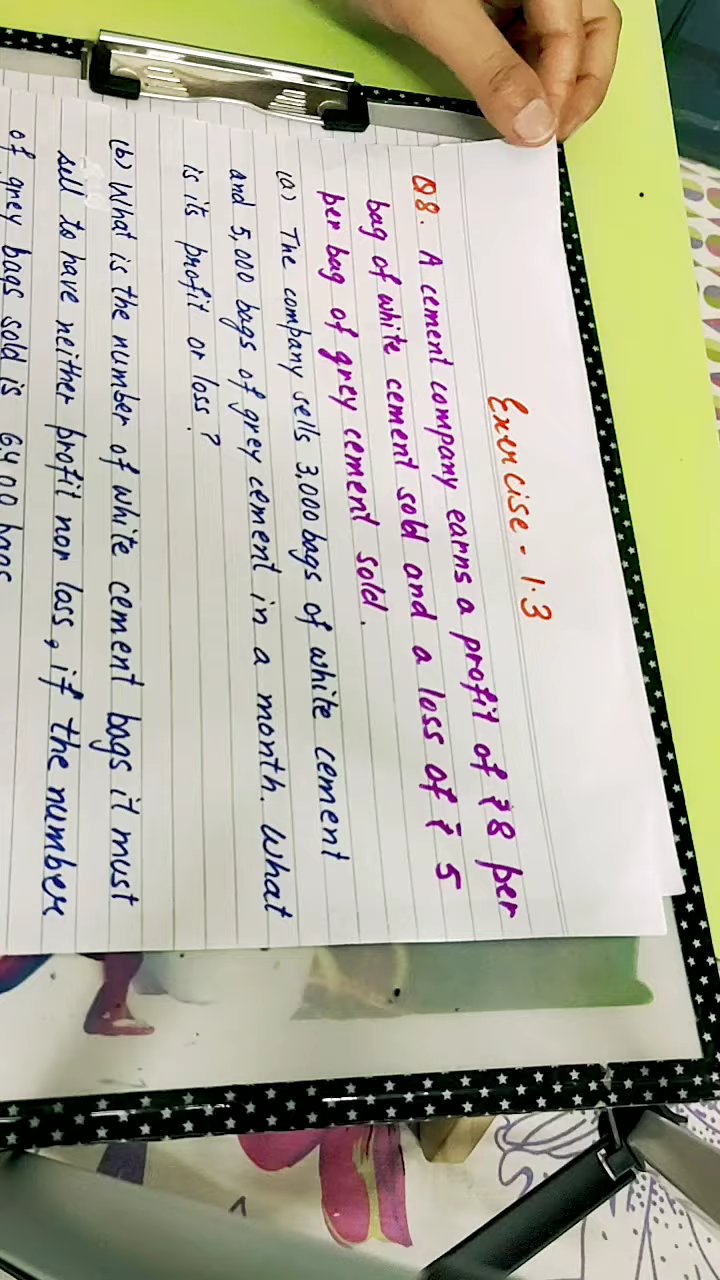 Exercise - 1.3
Q8. A cement company earns a profit of ₹8 per
bag of white cement sold and a loss of ₹ 5
per bag of grey cement sold.
(a) The company sells 3,000 bags of white cement
and 5,000 bags of grey cement in a month. What
is its profit or loss?
(b) What is the number of white cement bags it must
sell to have neither profit nor loss, if the number
of grey bags sold is 6,400 bags